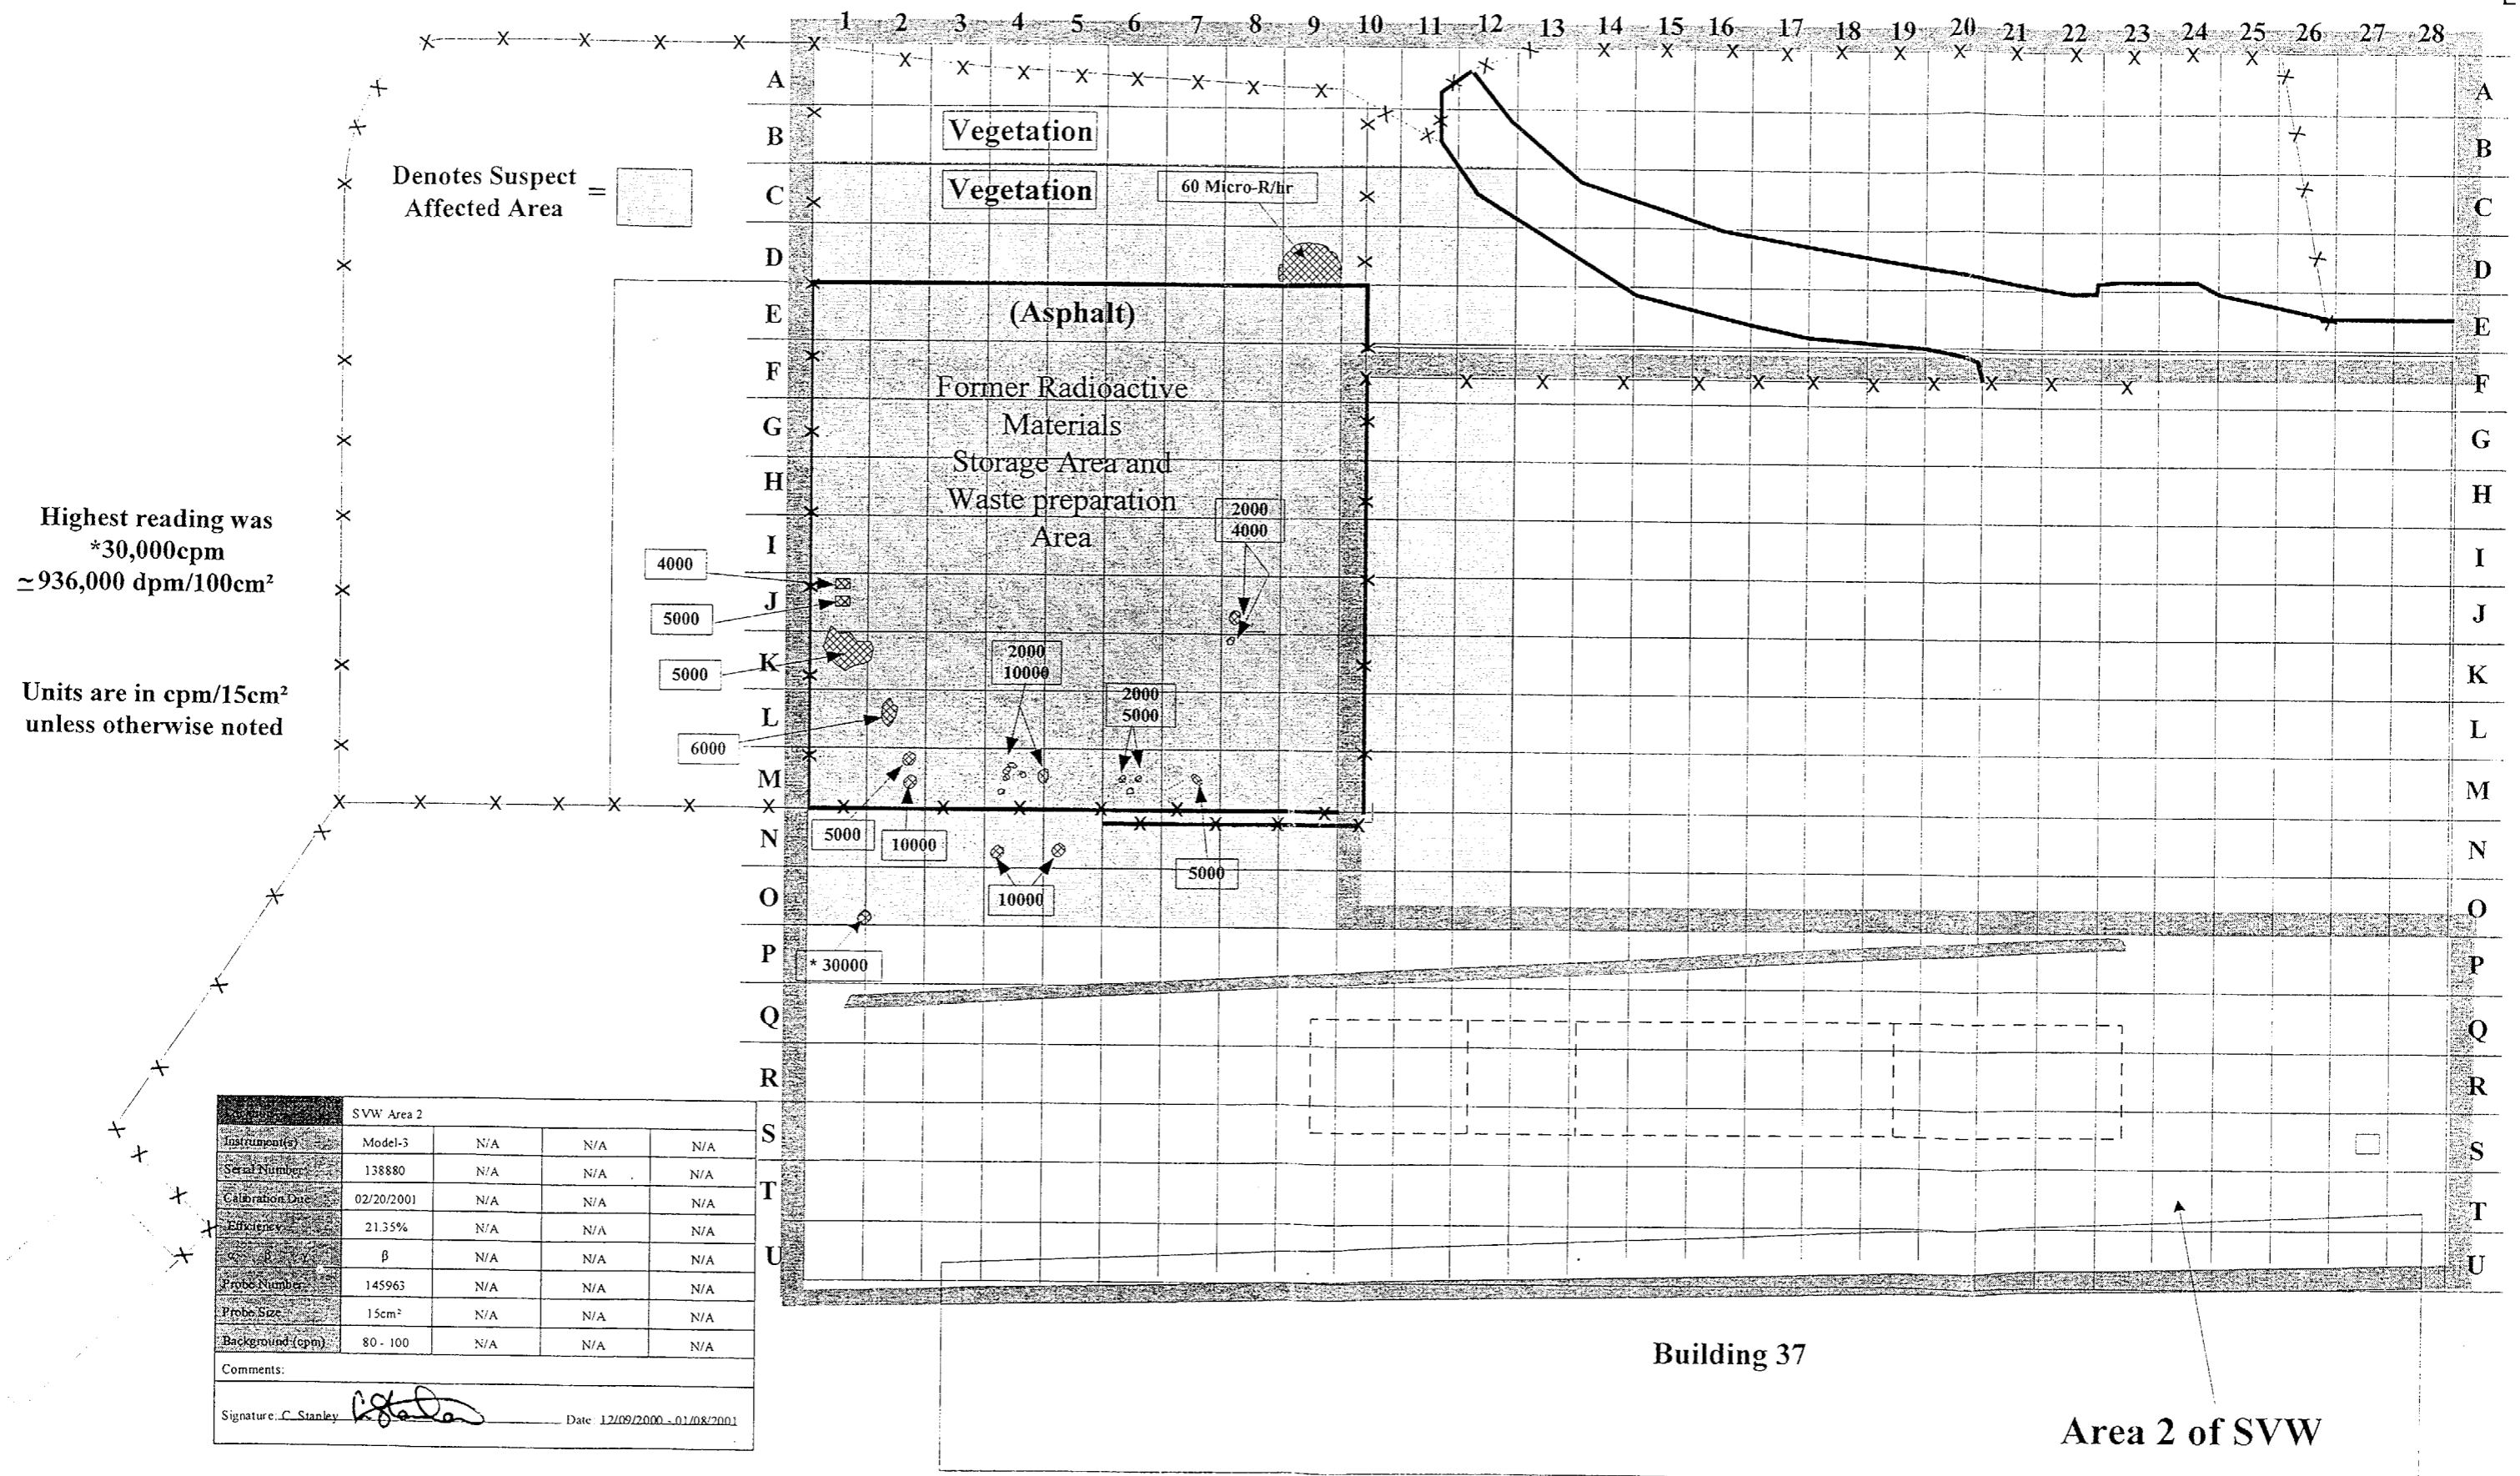 1 2 3 4 5 6 7 8 9 10 11 12 13 14 15 16 17 18 19 20 21 22 23 24 25 26 27 28
A A
B Vegetation B
Denotes Suspect =
Affected Area
C Vegetation 60 Micro-R/hr C
D D
E (Asphalt) E
F F
Former Radioactive
Materials
Storage Area and
Waste preparation
Area
G G
H H
2000
4000
Highest reading was
*30,000cpm
≃936,000 dpm/100cm²
I I
4000
J J
5000
K K
5000
2000
10000
Units are in cpm/15cm²
unless otherwise noted
2000
5000
L L
6000
M M
5000
10000
N N
5000
10000
O O
P P
* 30000
Q Q
R R
S S
T T
U U
SVW Area 2
Instrument(s) Model-3 N/A N/A N/A
Serial Number 138880 N/A N/A N/A
Calibration Due 02/20/2001 N/A N/A N/A
Efficiency 21.35% N/A N/A N/A
β N/A N/A N/A
Probe Number 145963 N/A N/A N/A
Probe Size 15cm² N/A N/A N/A
Background (cpm) 80 - 100 N/A N/A N/A
Comments:
Signature: C. Stanley Date: 12/09/2000 - 01/08/2001
Building 37
Area 2 of SVW